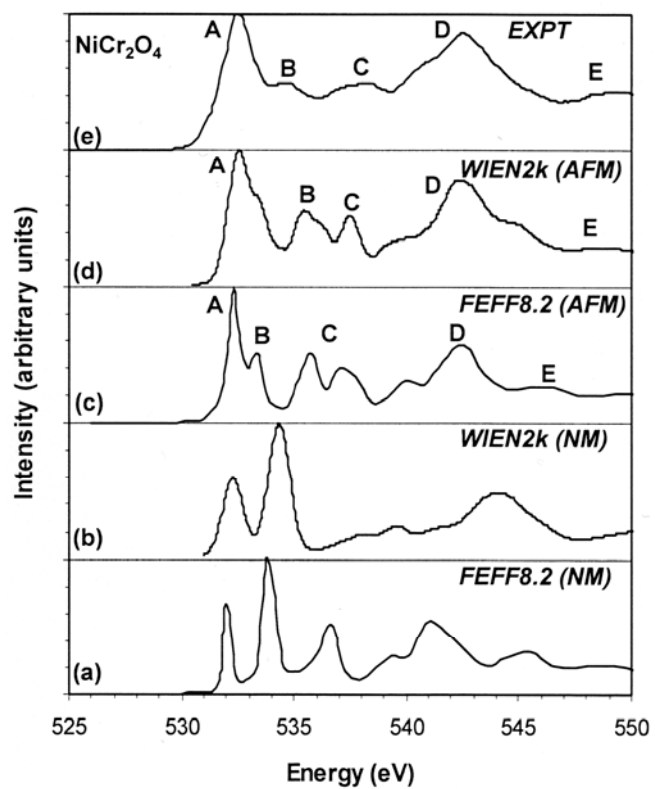 NiCr2O4
A
B
C
D
EXPT
E
(e)
A
B
C
D
WIEN2k (AFM)
E
(d)
A
B
C
D
FEFF8.2 (AFM)
E
(c)
WIEN2k (NM)
(b)
FEFF8.2 (NM)
(a)
Intensity (arbitrary units)
525 530 535 540 545 550
Energy (eV)